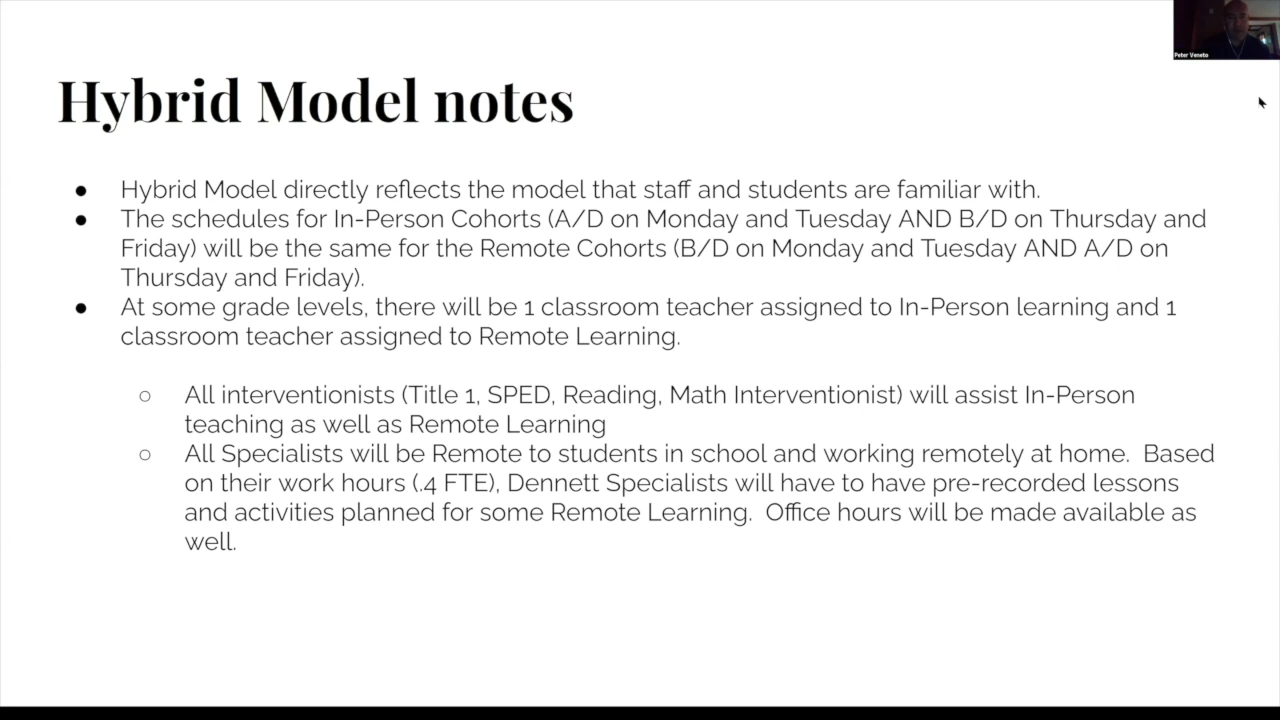 Peter Veneto
Hybrid Model notes
● Hybrid Model directly reflects the model that staff and students are familiar with.
● The schedules for In-Person Cohorts (A/D on Monday and Tuesday AND B/D on Thursday and
Friday) will be the same for the Remote Cohorts (B/D on Monday and Tuesday AND A/D on
Thursday and Friday).
● At some grade levels, there will be 1 classroom teacher assigned to In-Person learning and 1
classroom teacher assigned to Remote Learning.
○ All interventionists (Title 1, SPED, Reading, Math Interventionist) will assist In-Person
teaching as well as Remote Learning
○ All Specialists will be Remote to students in school and working remotely at home.  Based
on their work hours (.4 FTE), Dennett Specialists will have to have pre-recorded lessons
and activities planned for some Remote Learning.  Office hours will be made available as
well.